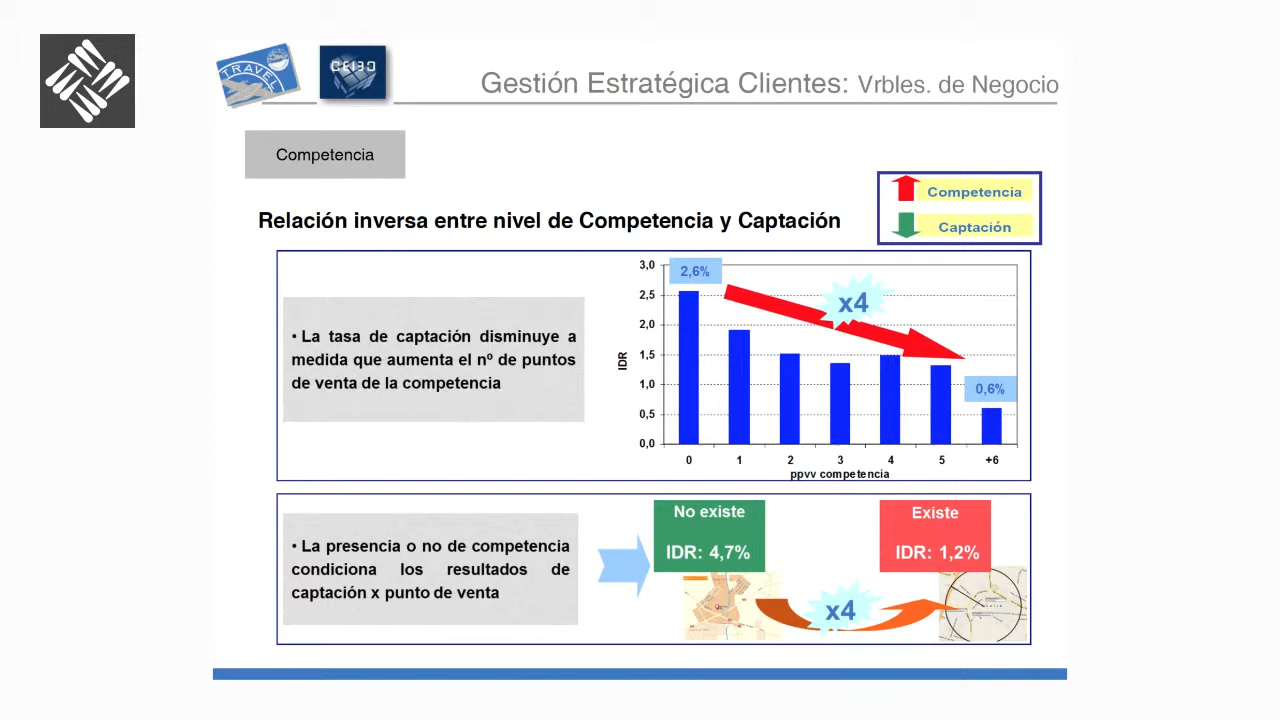 TRAVEL
CEIBO
Gestión Estratégica Clientes: Vrbles. de Negocio
Competencia
Competencia
Captación
Relación inversa entre nivel de Competencia y Captación
• La tasa de captación disminuye a
medida que aumenta el nº de puntos
de venta de la competencia
3,0
2,5
2,0
1,5
1,0
0,5
0,0
IDR
2,6%
x4
0,6%
0 1 2 3 4 5 +6
ppvv competencia
• La presencia o no de competencia
condiciona los resultados de
captación x punto de venta
No existe
IDR: 4,7%
Existe
IDR: 1,2%
x4